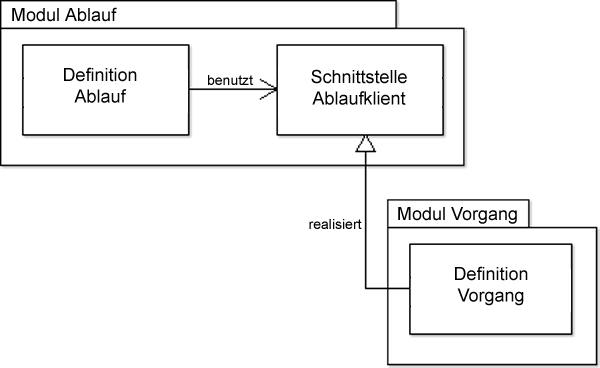 Modul Ablauf
Definition
Ablauf
benutzt
Schnittstelle
Ablaufklient
realisiert
Modul Vorgang
Definition
Vorgang